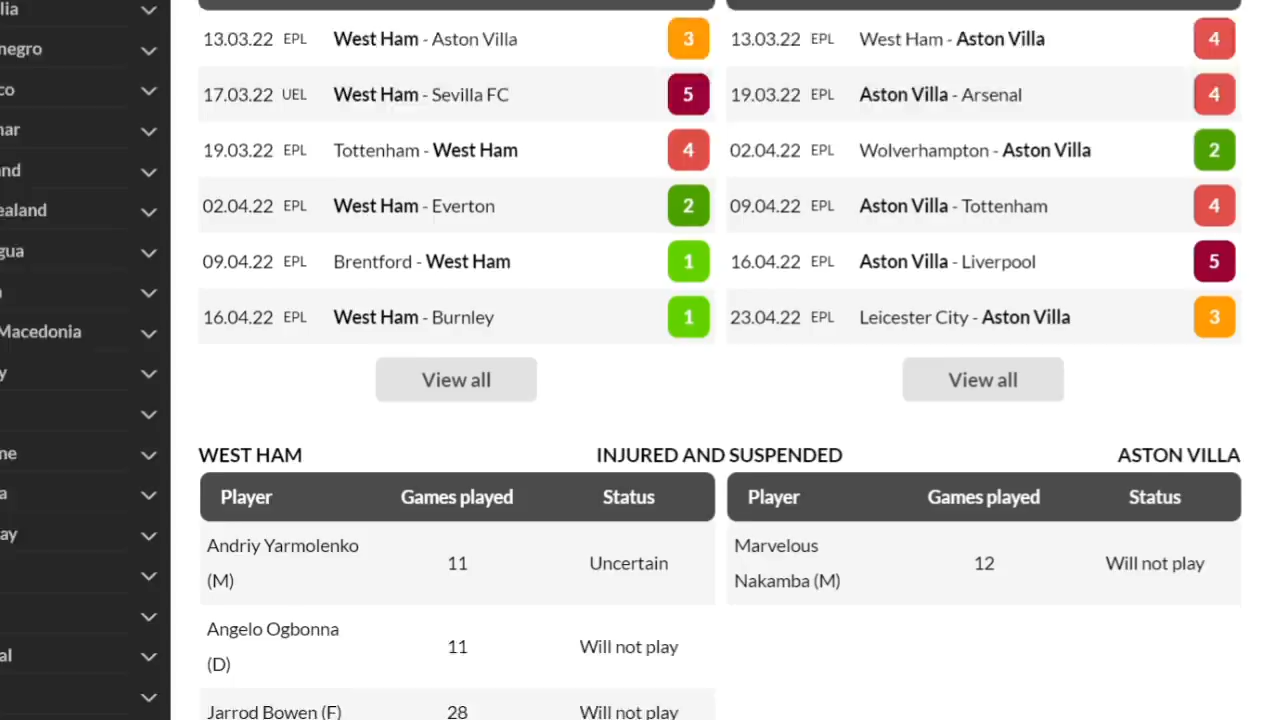 lia
negro
co
nar
nd
ealand
gua
Macedonia
y
ne
a
ay
al
13.03.22 EPL West Ham - Aston Villa 3
17.03.22 UEL West Ham - Sevilla FC 5
19.03.22 EPL Tottenham - West Ham 4
02.04.22 EPL West Ham - Everton 2
09.04.22 EPL Brentford - West Ham 1
16.04.22 EPL West Ham - Burnley 1
View all
13.03.22 EPL West Ham - Aston Villa 4
19.03.22 EPL Aston Villa - Arsenal 4
02.04.22 EPL Wolverhampton - Aston Villa 2
09.04.22 EPL Aston Villa - Tottenham 4
16.04.22 EPL Aston Villa - Liverpool 5
23.04.22 EPL Leicester City - Aston Villa 3
View all
WEST HAM INJURED AND SUSPENDED ASTON VILLA
Player Games played Status
Andriy Yarmolenko
(M) 11 Uncertain
Angelo Ogbonna
(D) 11 Will not play
Jarrod Bowen (F) 28 Will not play
Player Games played Status
Marvelous
Nakamba (M) 12 Will not play